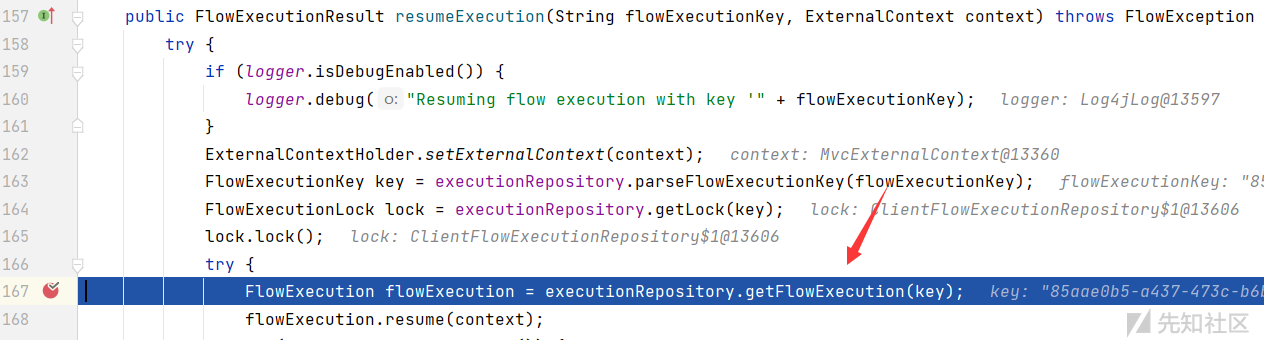 157 public FlowExecutionResult resumeExecution(String flowExecutionKey, ExternalContext context) throws FlowException
158 try {
159 if (logger.isDebugEnabled()) {
160 logger.debug( o: "Resuming flow execution with key '" + flowExecutionKey); logger: Log4jLog@13597
161 }
162 ExternalContextHolder.setExternalContext(context); context: MvcExternalContext@13360
163 FlowExecutionKey key = executionRepository.parseFlowExecutionKey(flowExecutionKey); flowExecutionKey: "85
164 FlowExecutionLock lock = executionRepository.getLock(key); lock: ClientFlowExecutionRepository$1@13606
165 lock.lock(); lock: ClientFlowExecutionRepository$1@13606
166 try {
167 FlowExecution flowExecution = executionRepository.getFlowExecution(key); key: "85aae0b5-a437-473c-b6
168 flowExecution.resume(context);
先知社区